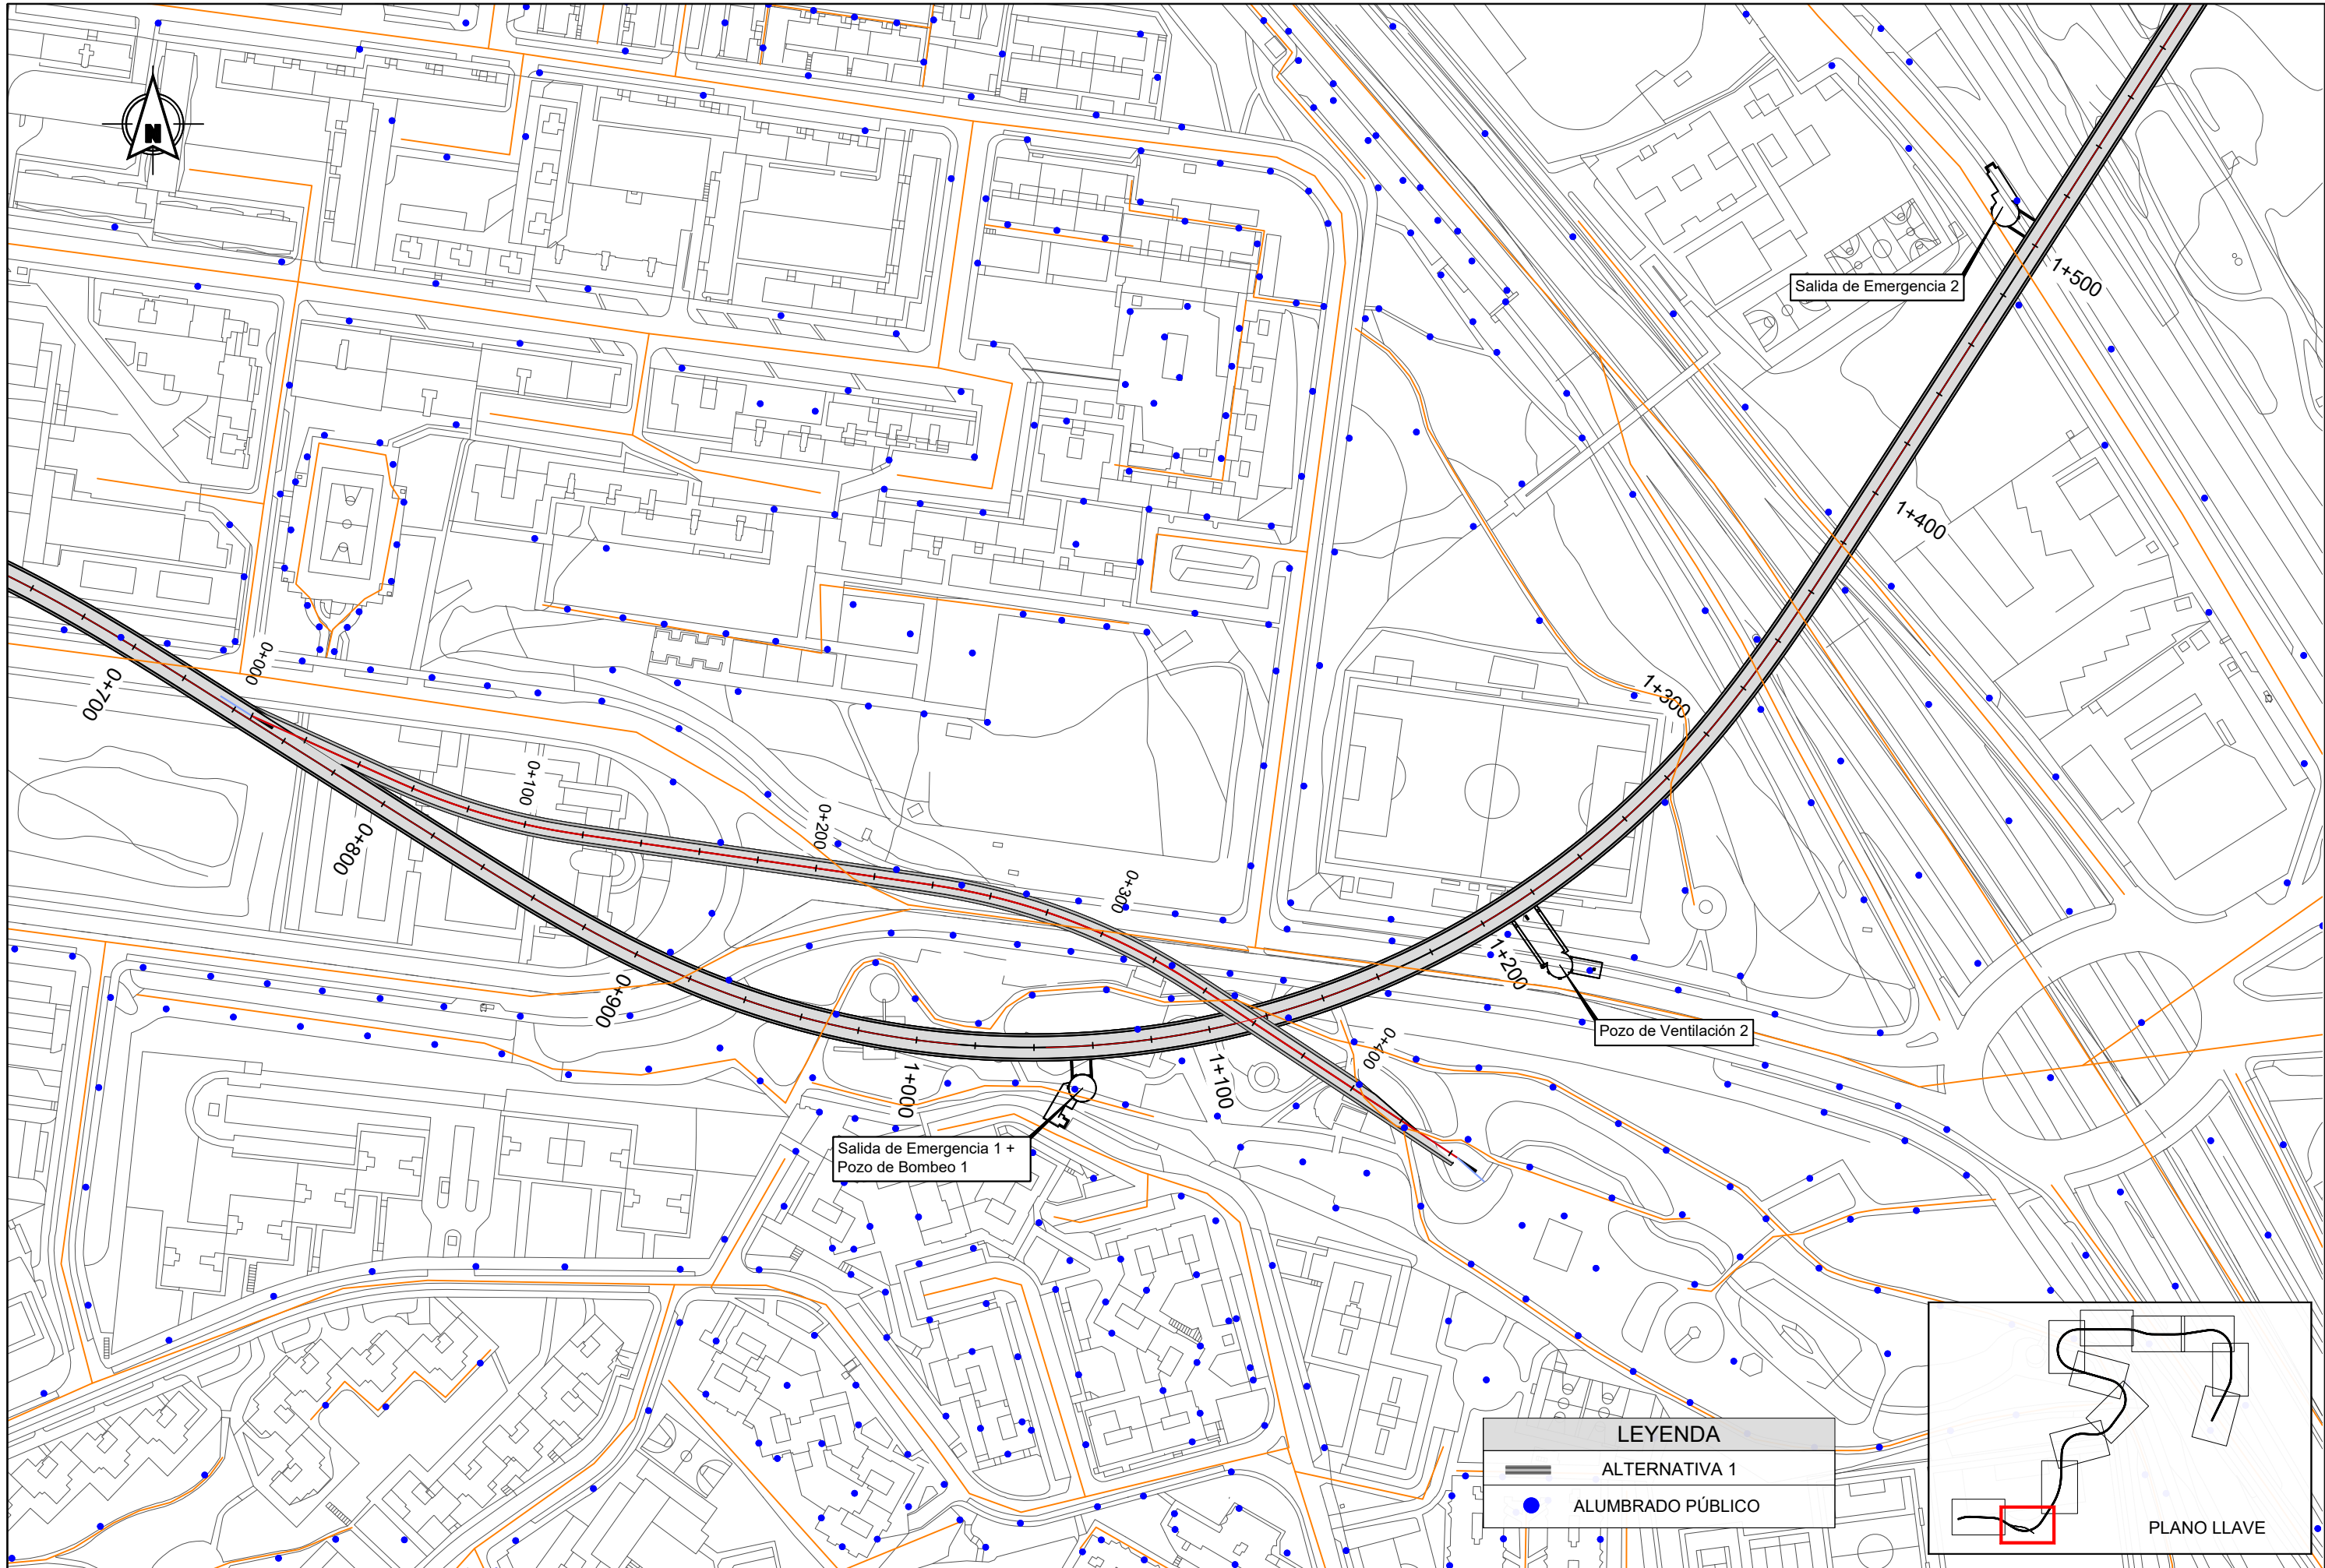 N
Salida de Emergencia 2
1+500
1+400
1+300
0+000
0+700
0+100
0+800
0+200
0+300
0+900
1+200
Pozo de Ventilación 2
0+400
1+000
1+100
Salida de Emergencia 1 +
Pozo de Bombeo 1
LEYENDA
ALTERNATIVA 1
ALUMBRADO PÚBLICO
PLANO LLAVE